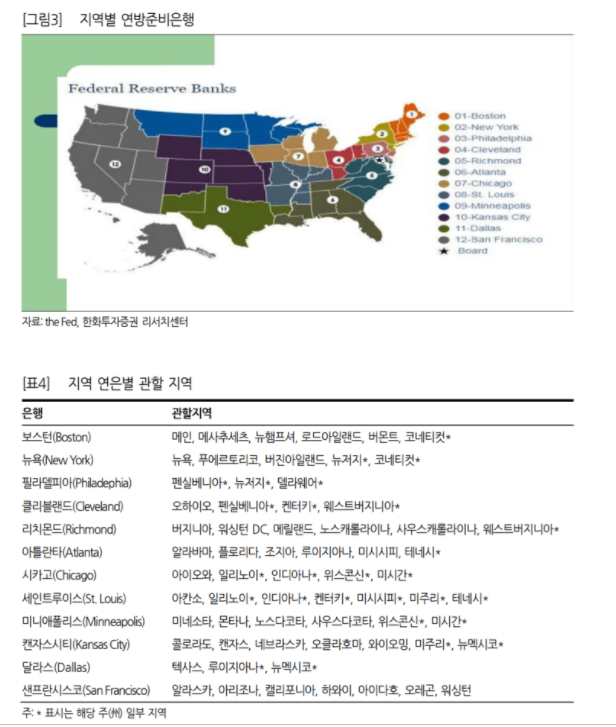 [그림3] 지역별 연방준비은행
Federal Reserve Banks
01-Boston
02-New York
03-Philadelphia
04-Cleveland
05-Richmond
06-Atlanta
07-Chicago
08-St. Louis
09-Minneapolis
10-Kansas City
11-Dallas
12-San Francisco
Board
1
2
3
4
5
6
7
8
9
10
11
12
자료: the Fed, 한화투자증권 리서치센터
[표4] 지역 연은별 관할 지역
은행 관할지역
보스턴(Boston) 메인, 메사추세츠, 뉴햄프셔, 로드아일랜드, 버몬트, 코네티컷*
뉴욕(New York) 뉴욕, 푸에르토리코, 버진아일랜드, 뉴저지*, 코네티컷*
필라델피아(Philadephia) 펜실베니아*, 뉴저지*, 델라웨어*
클리블랜드(Cleveland) 오하이오, 펜실베니아*, 켄터키*, 웨스트버지니아*
리치몬드(Richmond) 버지니아, 워싱턴 DC, 메릴랜드, 노스캐롤라이나, 사우스캐롤라이나, 웨스트버지니아*
아틀란타(Atlanta) 알라바마, 플로리다, 조지아, 루이지아나, 미시시피, 테네시*
시카고(Chicago) 아이오와, 일리노이*, 인디아나*, 위스콘신*, 미시간*
세인트루이스(St. Louis) 아칸소, 일리노이*, 인디아나*, 켄터키*, 미시시피*, 미주리*, 테네시*
미니애폴리스(Minneapolis) 미네소타, 몬타나, 노스다코타, 사우스다코타, 위스콘신*, 미시간*
캔자스시티(Kansas City) 콜로라도, 캔자스, 네브라스카, 오클라호마, 와이오밍, 미주리*, 뉴멕시코*
달라스(Dallas) 텍사스, 루이지아나*, 뉴멕시코*
샌프란시스코(San Francisco) 알라스카, 아리조나, 캘리포니아, 하와이, 아이다호, 오레곤, 워싱턴
주: * 표시는 해당 주(州) 일부 지역